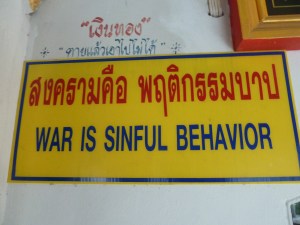 "เงินทอง"
ตายแล้วเอาไปไม่ได้
สงครามคือ พฤติกรรมบาป
WAR IS SINFUL BEHAVIOR